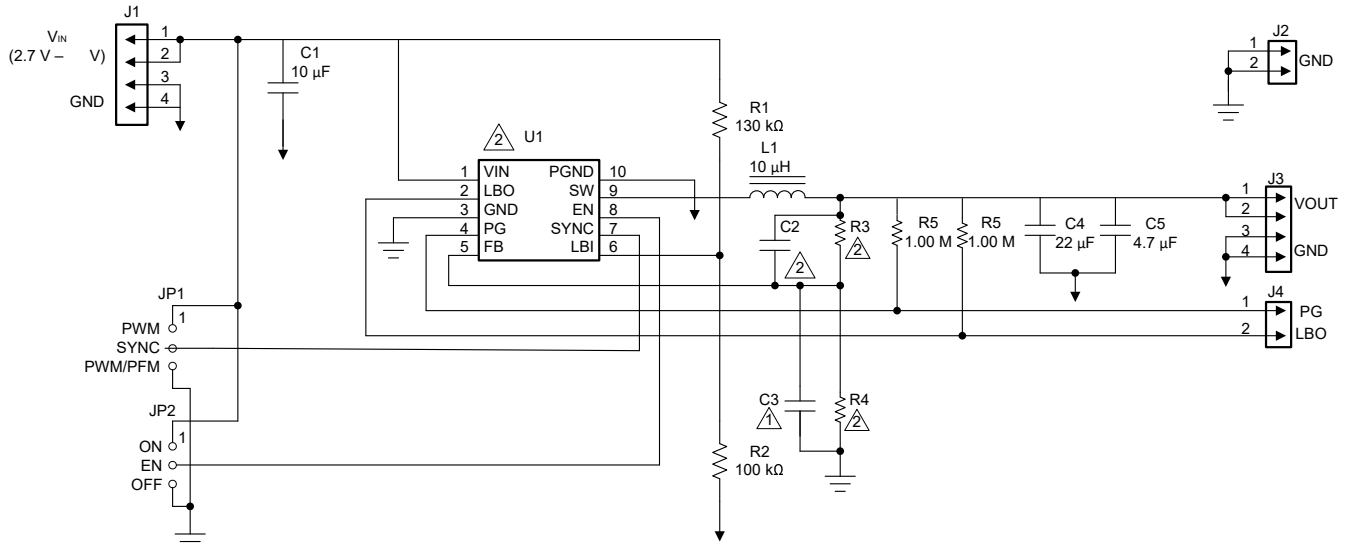 J1
VIN
(2.7 V – V)
GND
1
2
3
4
C1
10 µF
R1
130 kΩ
J2
1
2
GND
2
U1
1 VIN PGND 10
2 LBO SW 9
3 GND EN 8
4 PG SYNC 7
5 FB LBI 6
L1
10 µH
C2
2
R3
2
R5
1.00 M
R5
1.00 M
C4
22 µF
C5
4.7 µF
J3
1
2
3
4
VOUT
GND
J4
1 PG
2 LBO
JP1
1
PWM
SYNC
PWM/PFM
JP2
1
ON
EN
OFF
C3
1
R4
2
R2
100 kΩ